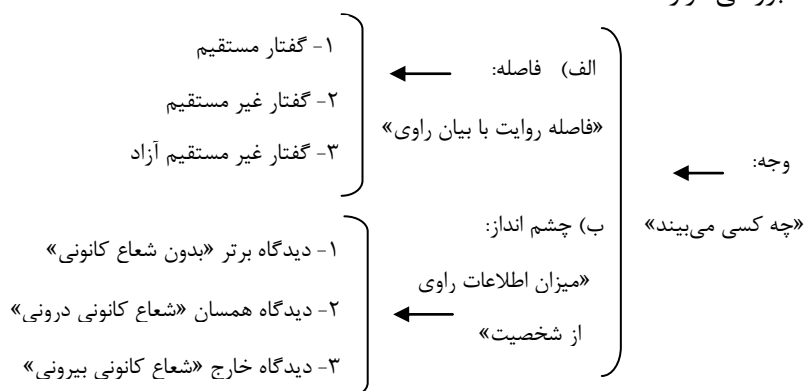 وجه:
«چه کسی می‌بیند»
الف) فاصله:
«فاصله روایت با بیان راوی»
۱- گفتار مستقیم
۲- گفتار غیر مستقیم
۳- گفتار غیر مستقیم آزاد
ب) چشم انداز:
«میزان اطلاعات راوی
از شخصیت»
۱- دیدگاه برتر «بدون شعاع کانونی»
۲- دیدگاه همسان «شعاع کانونی درونی»
۳- دیدگاه خارج «شعاع کانونی بیرونی»